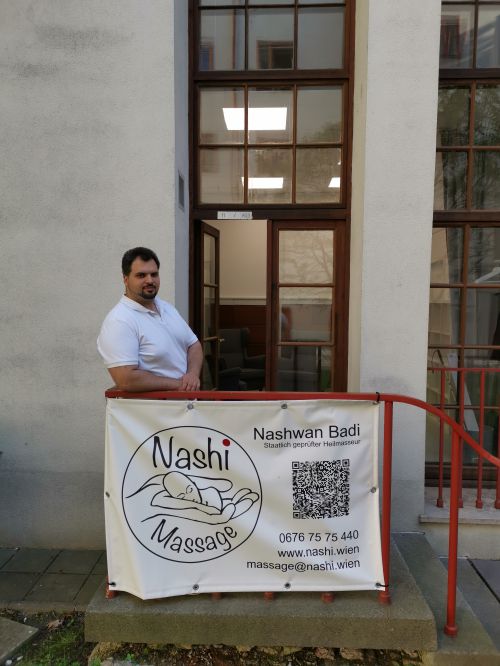 Nashi
Massage
Nashwan Badi
Staatlich geprüfter Heilmasseur
0676 75 75 440
www.nashi.wien
massage@nashi.wien